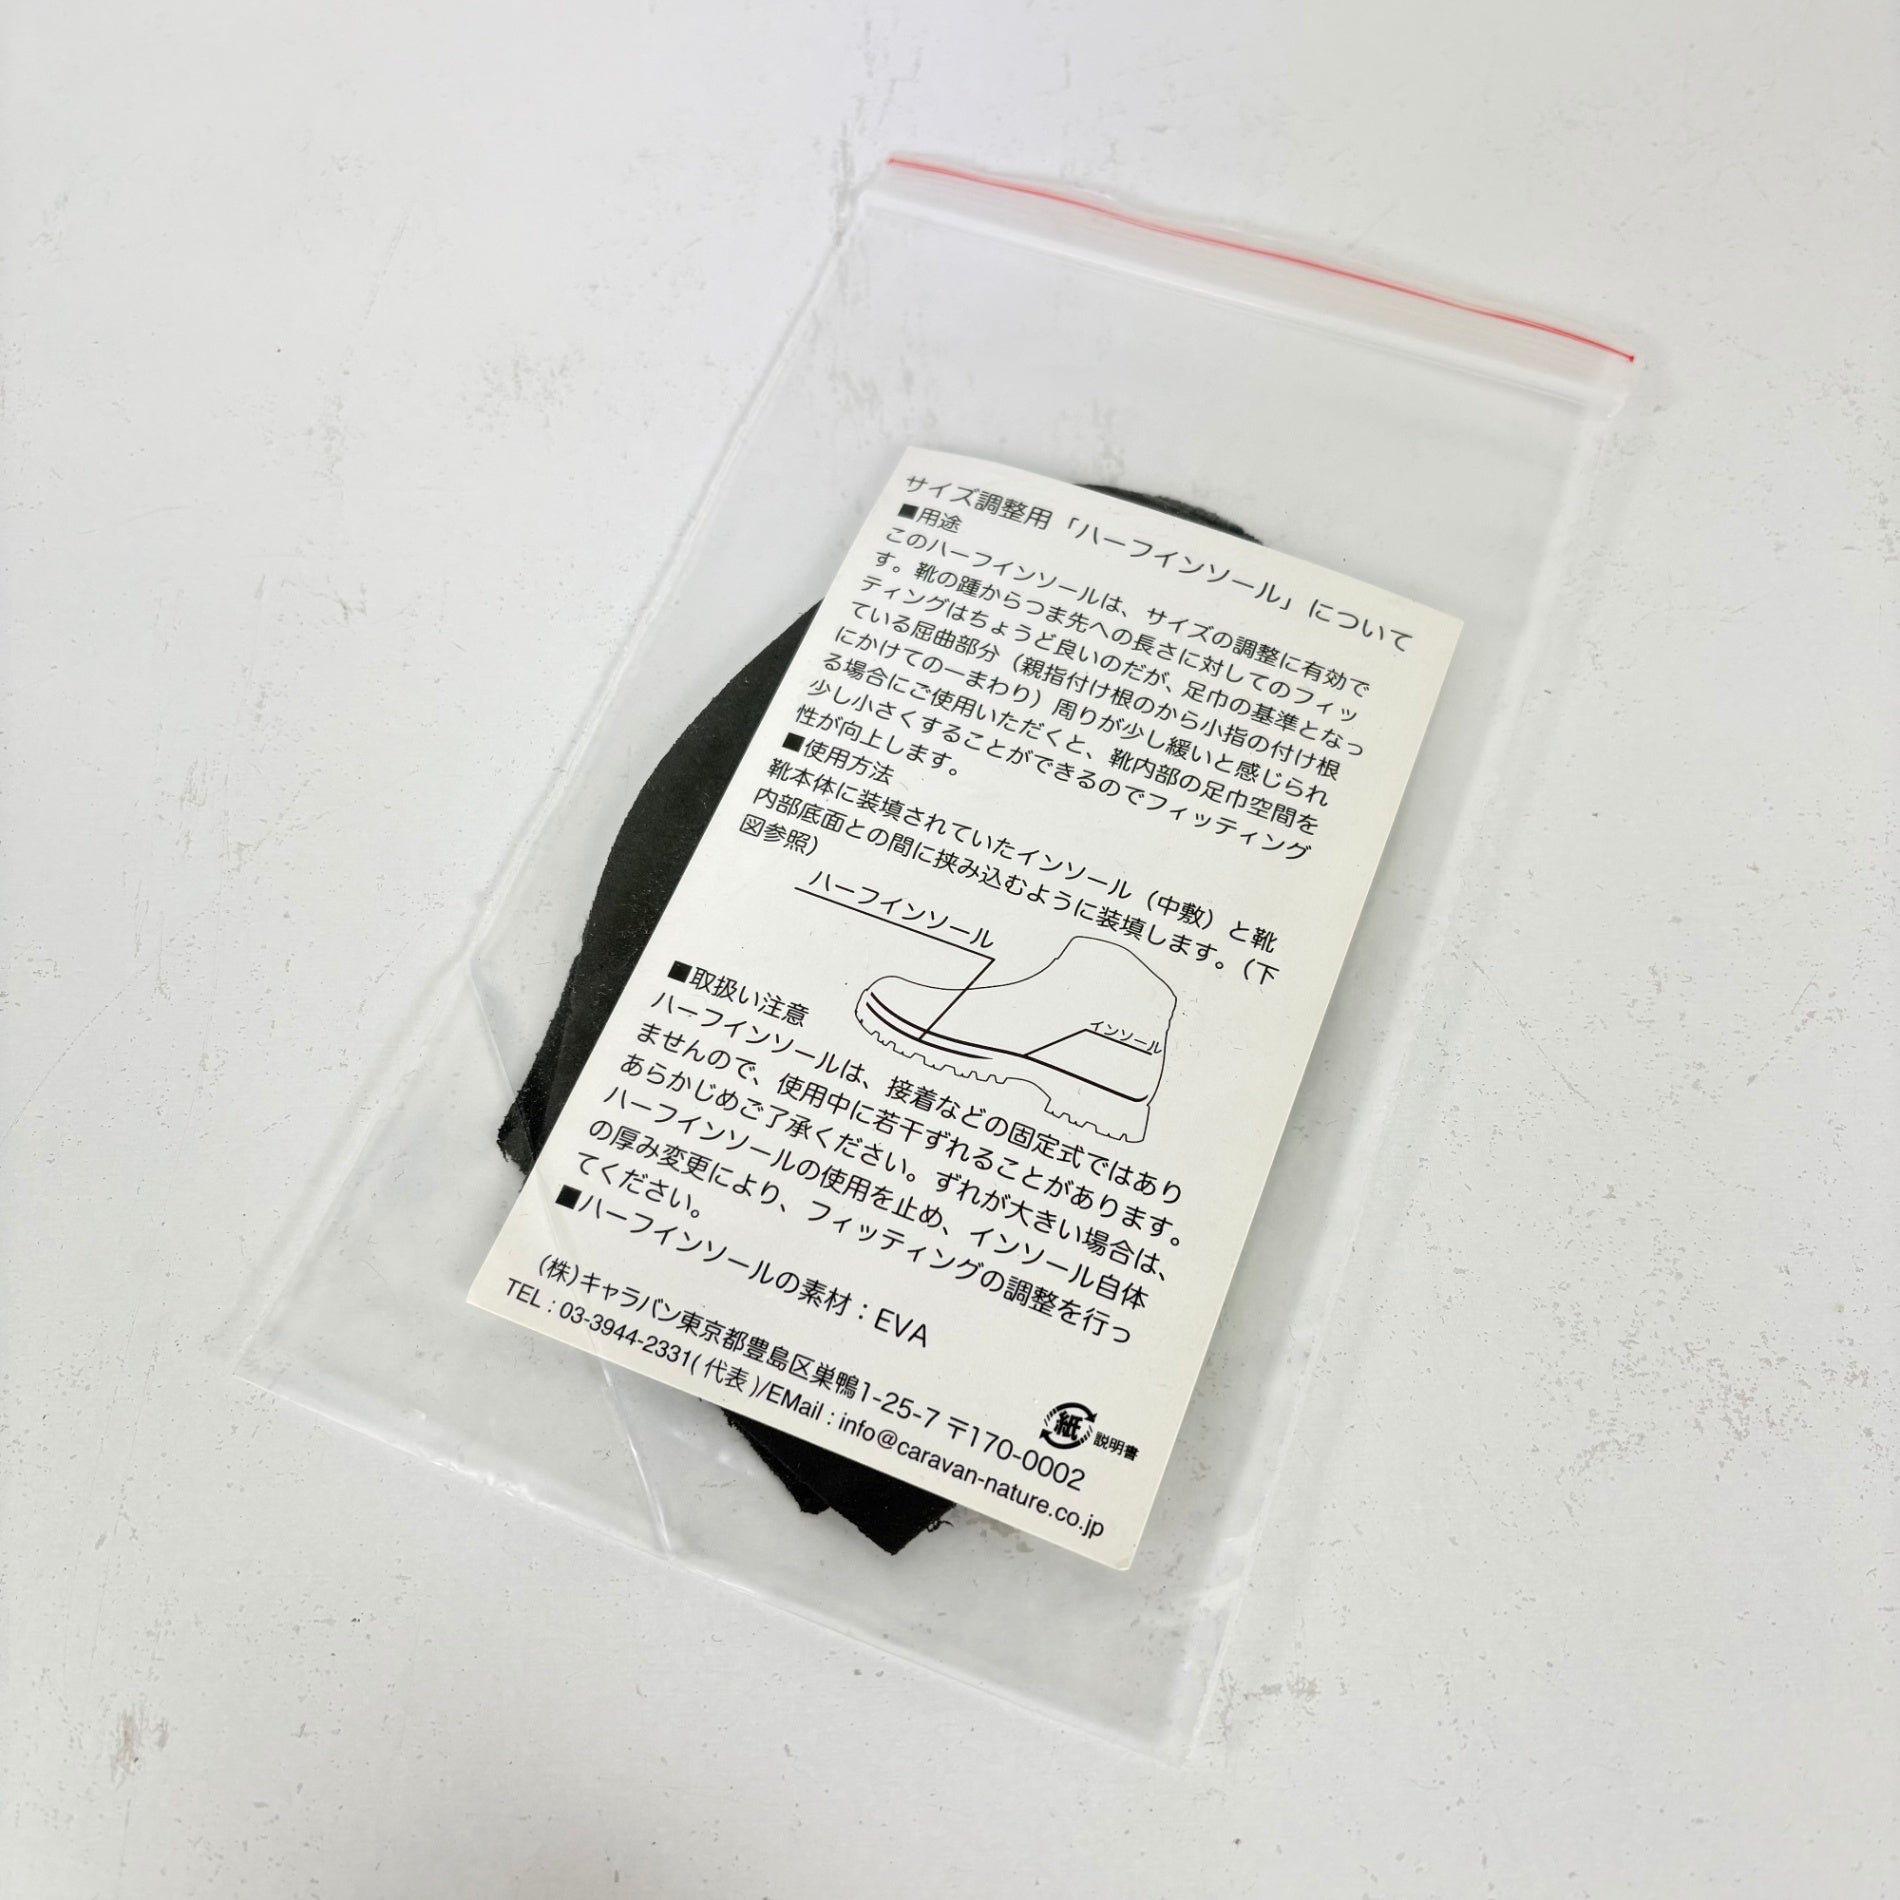 サイズ調整用「ハーフインソール」について
■用途
このハーフインソールは、サイズの調整に有効で
す。靴の踵からつま先への長さに対してのフィッ
ティングはちょうど良いのだが、足巾の基準となっ
ている屈曲部分（親指付け根のから小指の付け根
にかけての一まわり）周りが少し緩いと感じられ
る場合にご使用いただくと、靴内部の足巾空間を
少し小さくすることができるのでフィッティング
性が向上します。
■使用方法
靴本体に装填されていたインソール（中敷）と靴
内部底面との間に挟み込むように装填します。（下
図参照）
ハーフインソール
インソール
■取扱い注意
ハーフインソールは、接着などの固定式ではあり
ませんので、使用中に若干ずれることがあります。
あらかじめご了承ください。ずれが大きい場合は、
ハーフインソールの使用を止め、インソール自体
の厚み変更により、フィッティングの調整を行っ
てください。
■ハーフインソールの素材：EVA
紙 説明書
(株)キャラバン東京都豊島区巣鴨1-25-7 〒170-0002
TEL : 03-3944-2331( 代表 )/EMail : info@caravan-nature.co.jp